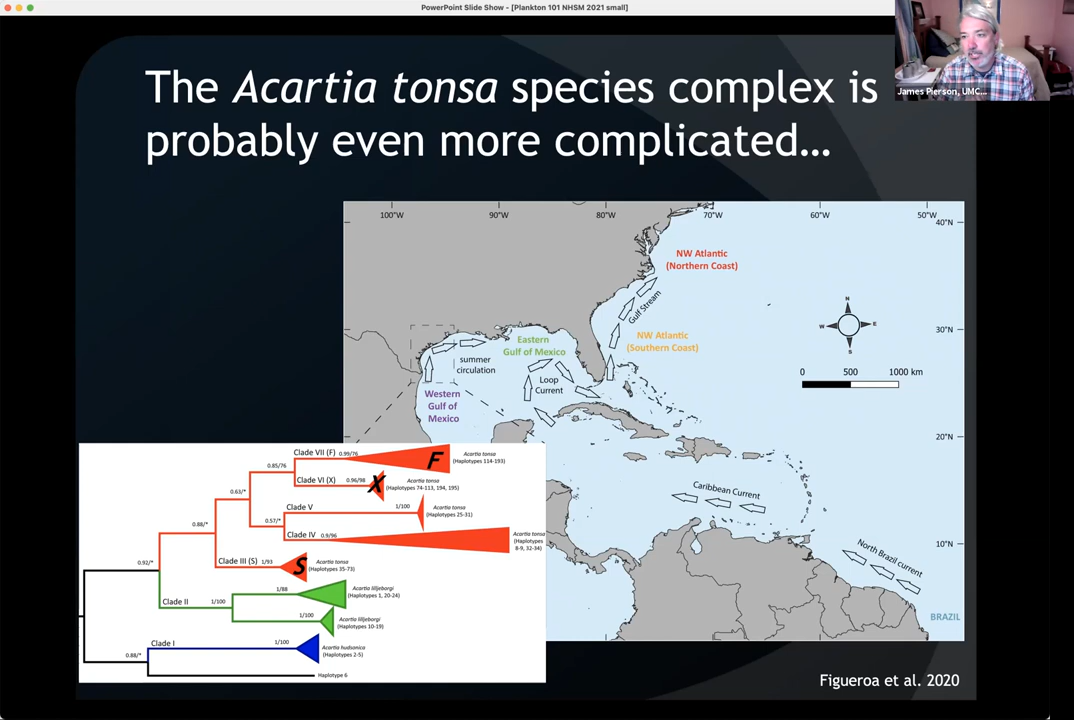 PowerPoint Slide Show - [Plankton 101 NHSM 2021 small]
James Pierson, UMC...
The Acartia tonsa species complex is
probably even more complicated…
100°W
90°W
80°W
70°W
60°W
50°W
40°N
NW Atlantic
(Northern Coast)
Gulf Stream
N
W
E
S
30°N
NW Atlantic
(Southern Coast)
Eastern
Gulf of Mexico
summer
circulation
Loop
Current
0
500
1000 km
Western
Gulf of
Mexico
20°N
Caribbean Current
10°N
North Brazil current
BRAZIL
Clade VII (F)
0.99/76
F
Acartia tonsa
(Haplotypes 114-193)
0.85/76
Clade VI (X)
0.96/98
X
Acartia tonsa
(Haplotypes 74-113, 194, 195)
0.63/*
Clade V
1/100
Acartia tonsa
(Haplotypes 25-31)
0.57/*
0.88/*
Clade IV
0.9/96
Acartia tonsa
(Haplotypes
8-9, 32-34)
Clade III (S)
1/93
S
Acartia tonsa
(Haplotypes 35-73)
0.92/*
1/88
Acartia lilljeborgi
(Haplotypes 1, 20-24)
Clade II
1/100
1/100
Acartia lilljeborgi
(Haplotypes 10-19)
Clade I
1/100
Acartia hudsonica
(Haplotypes 2-5)
0.88/*
Haplotype 6
Figueroa et al. 2020